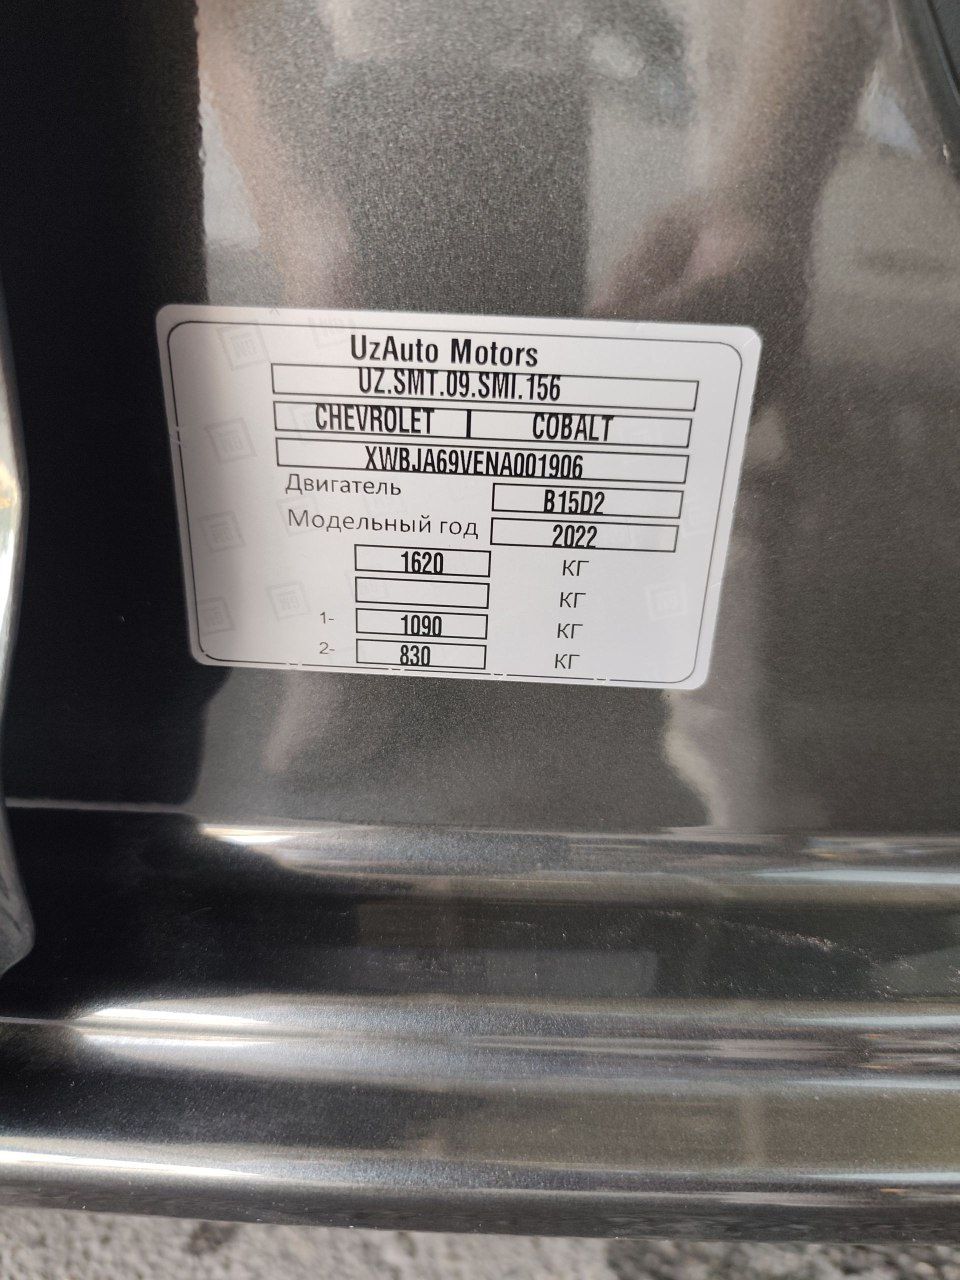 UzAuto Motors
UZ.SMT.09.SMI.156
CHEVROLET COBALT
XWBJA69VENA001906
Двигатель B15D2
Модельный год 2022
1620 КГ
КГ
1- 1090 КГ
2- 830 КГ